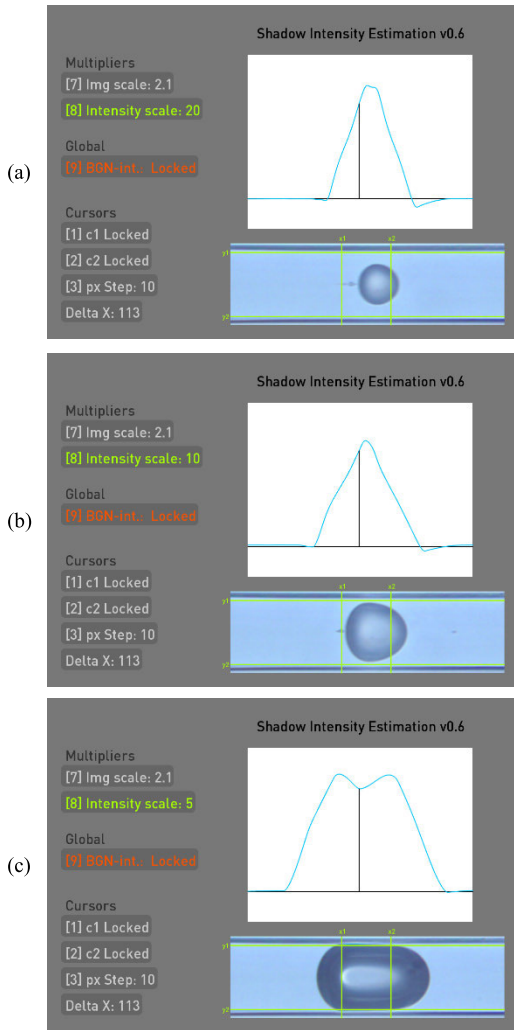 (a)
Shadow Intensity Estimation v0.6
Multipliers
[7] Img scale: 2.1
[8] Intensity scale: 20
Global
[9] BGN-int.: Locked
Cursors
[1] c1 Locked
[2] c2 Locked
[3] px Step: 10
Delta X: 113
x1 x2
y1
y2
(b)
Shadow Intensity Estimation v0.6
Multipliers
[7] Img scale: 2.1
[8] Intensity scale: 10
Global
[9] BGN-int.: Locked
Cursors
[1] c1 Locked
[2] c2 Locked
[3] px Step: 10
Delta X: 113
x1 x2
y1
y2
(c)
Shadow Intensity Estimation v0.6
Multipliers
[7] Img scale: 2.1
[8] Intensity scale: 5
Global
[9] BGN-int.: Locked
Cursors
[1] c1 Locked
[2] c2 Locked
[3] px Step: 10
Delta X: 113
x1 x2
y1
y2